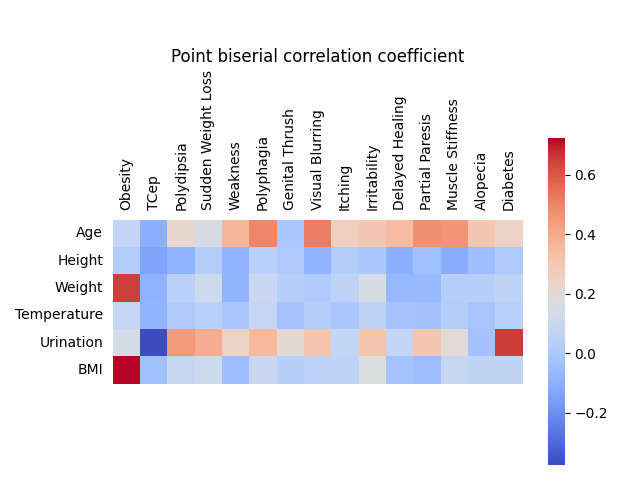 Point biserial correlation coefficient
Obesity
TCep
Polydipsia
Sudden Weight Loss
Weakness
Polyphagia
Genital Thrush
Visual Blurring
Itching
Irritability
Delayed Healing
Partial Paresis
Muscle Stiffness
Alopecia
Diabetes
Age
Height
Weight
Temperature
Urination
BMI
0.6
0.4
0.2
0.0
−0.2